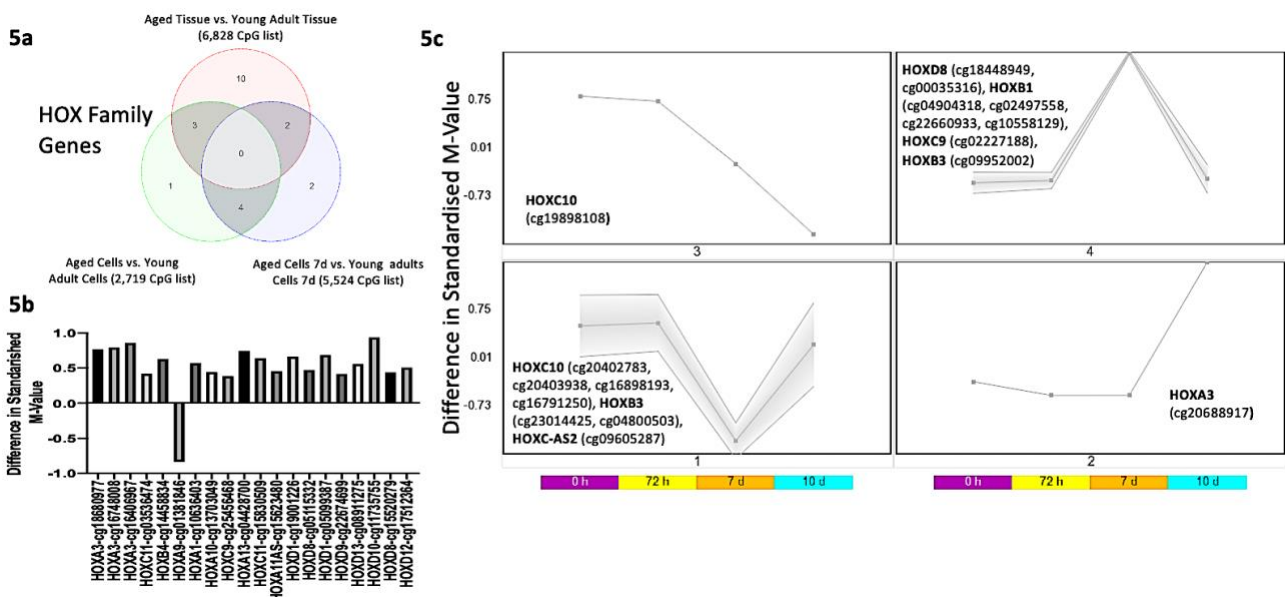 5a
Aged Tissue vs. Young Adult Tissue
(6,828 CpG list)
HOX Family
Genes
10
3
2
0
1
2
4
Aged Cells vs. Young
Adult Cells (2,719 CpG list)
Aged Cells 7d vs. Young adults
Cells 7d (5,524 CpG list)
5b
Difference in Standarished
M-Value
1.0
0.5
0.0
-0.5
-1.0
HOXA3-cg18680977
HOXA3-cg16748008
HOXA3-cg16406967
HOXC11-cg03536474
HOXB4-cg14458834
HOXA9-cg01381846
HOXA1-cg10636403
HOXA10-cg13703049
HOXC9-cg25456468
HOXA13-cg04428700
HOXC11-cg15830509
HOXA11AS-cg15623480
HOXD1-cg19001226
HOXD8-cg05115332
HOXD1-cg05099387
HOXD9-cg22674699
HOXD13-cg08911275
HOXD10-cg11735755
HOXD8-cg15520279
HOXD12-cg17512364
5c
Difference in Standardised M-Value
0.75
0.01
-0.73
HOXC10
(cg19898108)
3
HOXD8 (cg18448949,
cg00035316), HOXB1
(cg04904318, cg02497558,
cg22660933, cg10558129),
HOXC9 (cg02227188),
HOXB3 (cg09952002)
4
0.75
0.01
-0.73
HOXC10 (cg20402783,
cg20403938, cg16898193,
cg16791250), HOXB3
(cg23014425, cg04800503),
HOXC-AS2 (cg09605287)
1
HOXA3
(cg20688917)
2
0 h 72 h 7 d 10 d
0 h 72 h 7 d 10 d